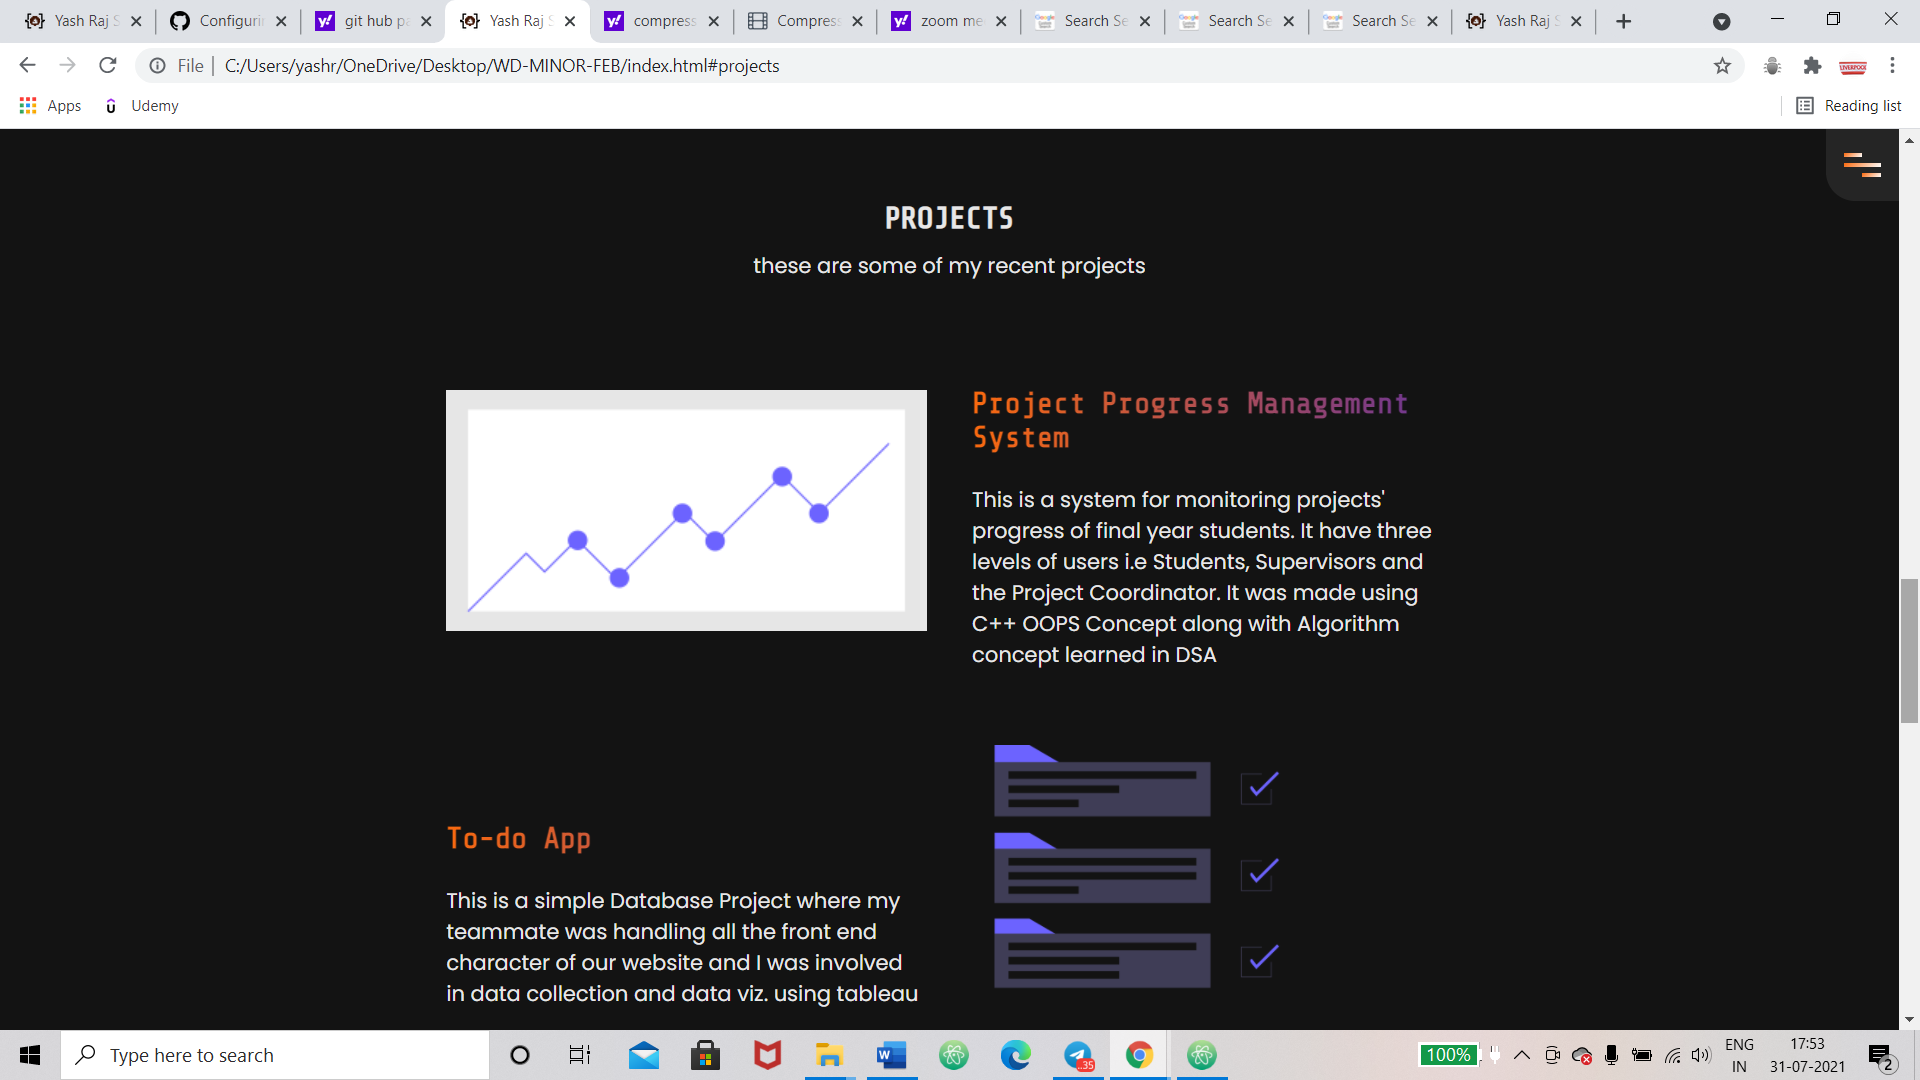 Yash Raj S
Configuri
git hub pa
Yash Raj S
compress
Compress
zoom me
Search Se
Search Se
Search Se
Yash Raj S
File
C:/Users/yashr/OneDrive/Desktop/WD-MINOR-FEB/index.html#projects
LIVERPOOL
Apps
Udemy
Reading list
PROJECTS
these are some of my recent projects
Project Progress Management
System
This is a system for monitoring projects'
progress of final year students. It have three
levels of users i.e Students, Supervisors and
the Project Coordinator. It was made using
C++ OOPS Concept along with Algorithm
concept learned in DSA
To-do App
This is a simple Database Project where my
teammate was handling all the front end
character of our website and I was involved
in data collection and data viz. using tableau
Type here to search
..35
100%
ENG
IN
17:53
31-07-2021
2